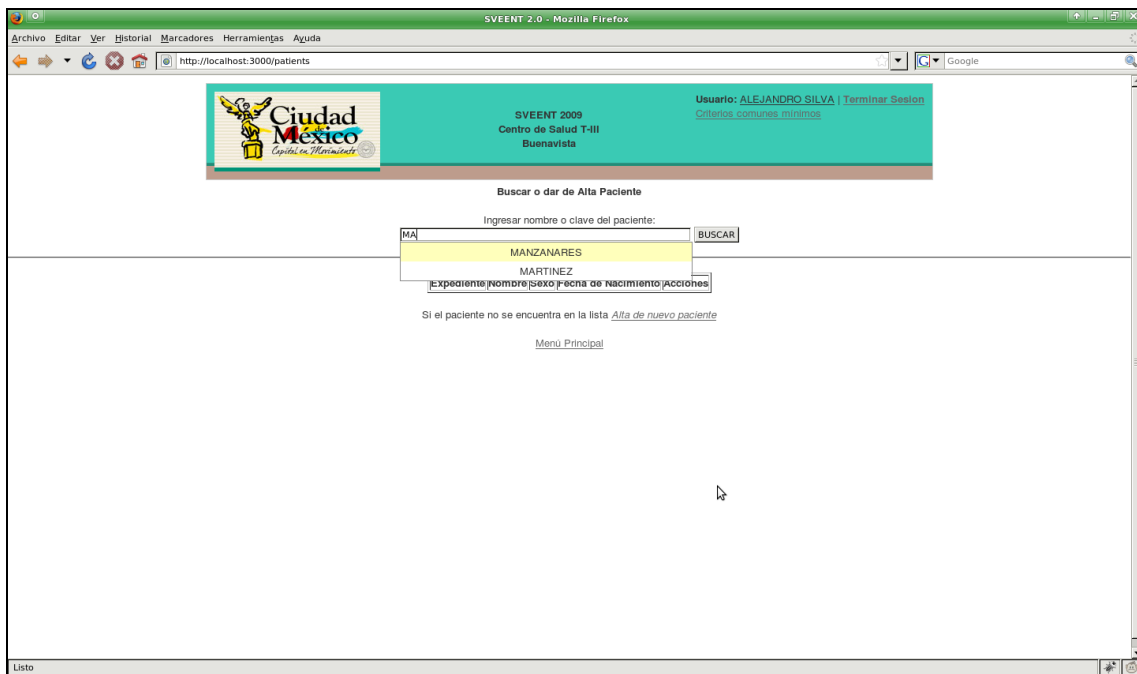 SVEENT 2.0 - Mozilla Firefox
Archivo Editar Ver Historial Marcadores Herramientas Ayuda
http://localhost:3000/patients
Google
Ciudad
de
México
Capital en Movimiento
SVEENT 2009
Centro de Salud T-III
Buenavista
Usuario: ALEJANDRO SILVA | Terminar Sesion
Criterios comunes mínimos
Buscar o dar de Alta Paciente
Ingresar nombre o clave del paciente:
MA BUSCAR
MANZANARES
MARTINEZ
Expediente Nombre Sexo Fecha de Nacimiento Acciones
Si el paciente no se encuentra en la lista Alta de nuevo paciente
Menú Principal
Listo